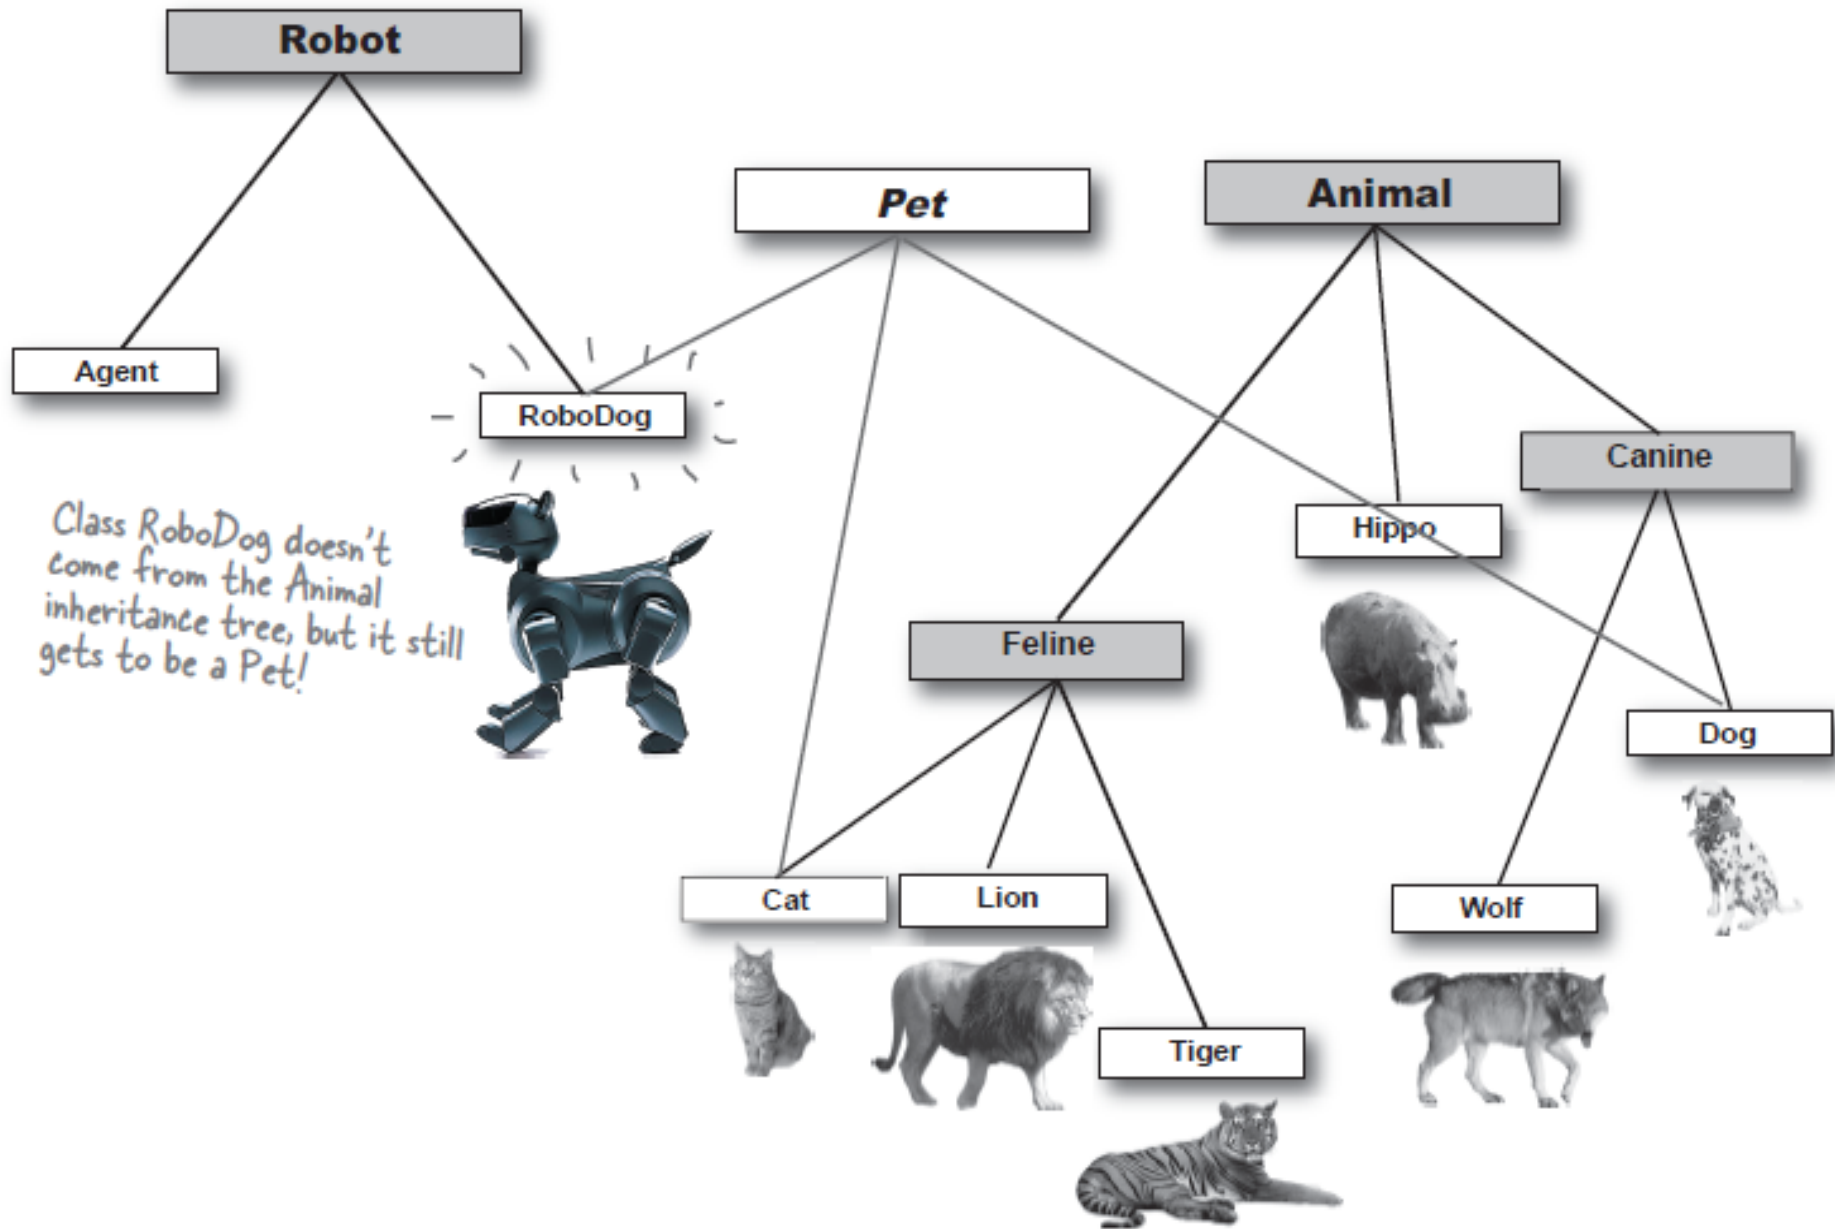 Robot
Pet
Animal
Agent
RoboDog
Canine
Class RoboDog doesn't
come from the Animal
inheritance tree, but it still
gets to be a Pet!
Hippo
Feline
Dog
Cat
Lion
Wolf
Tiger